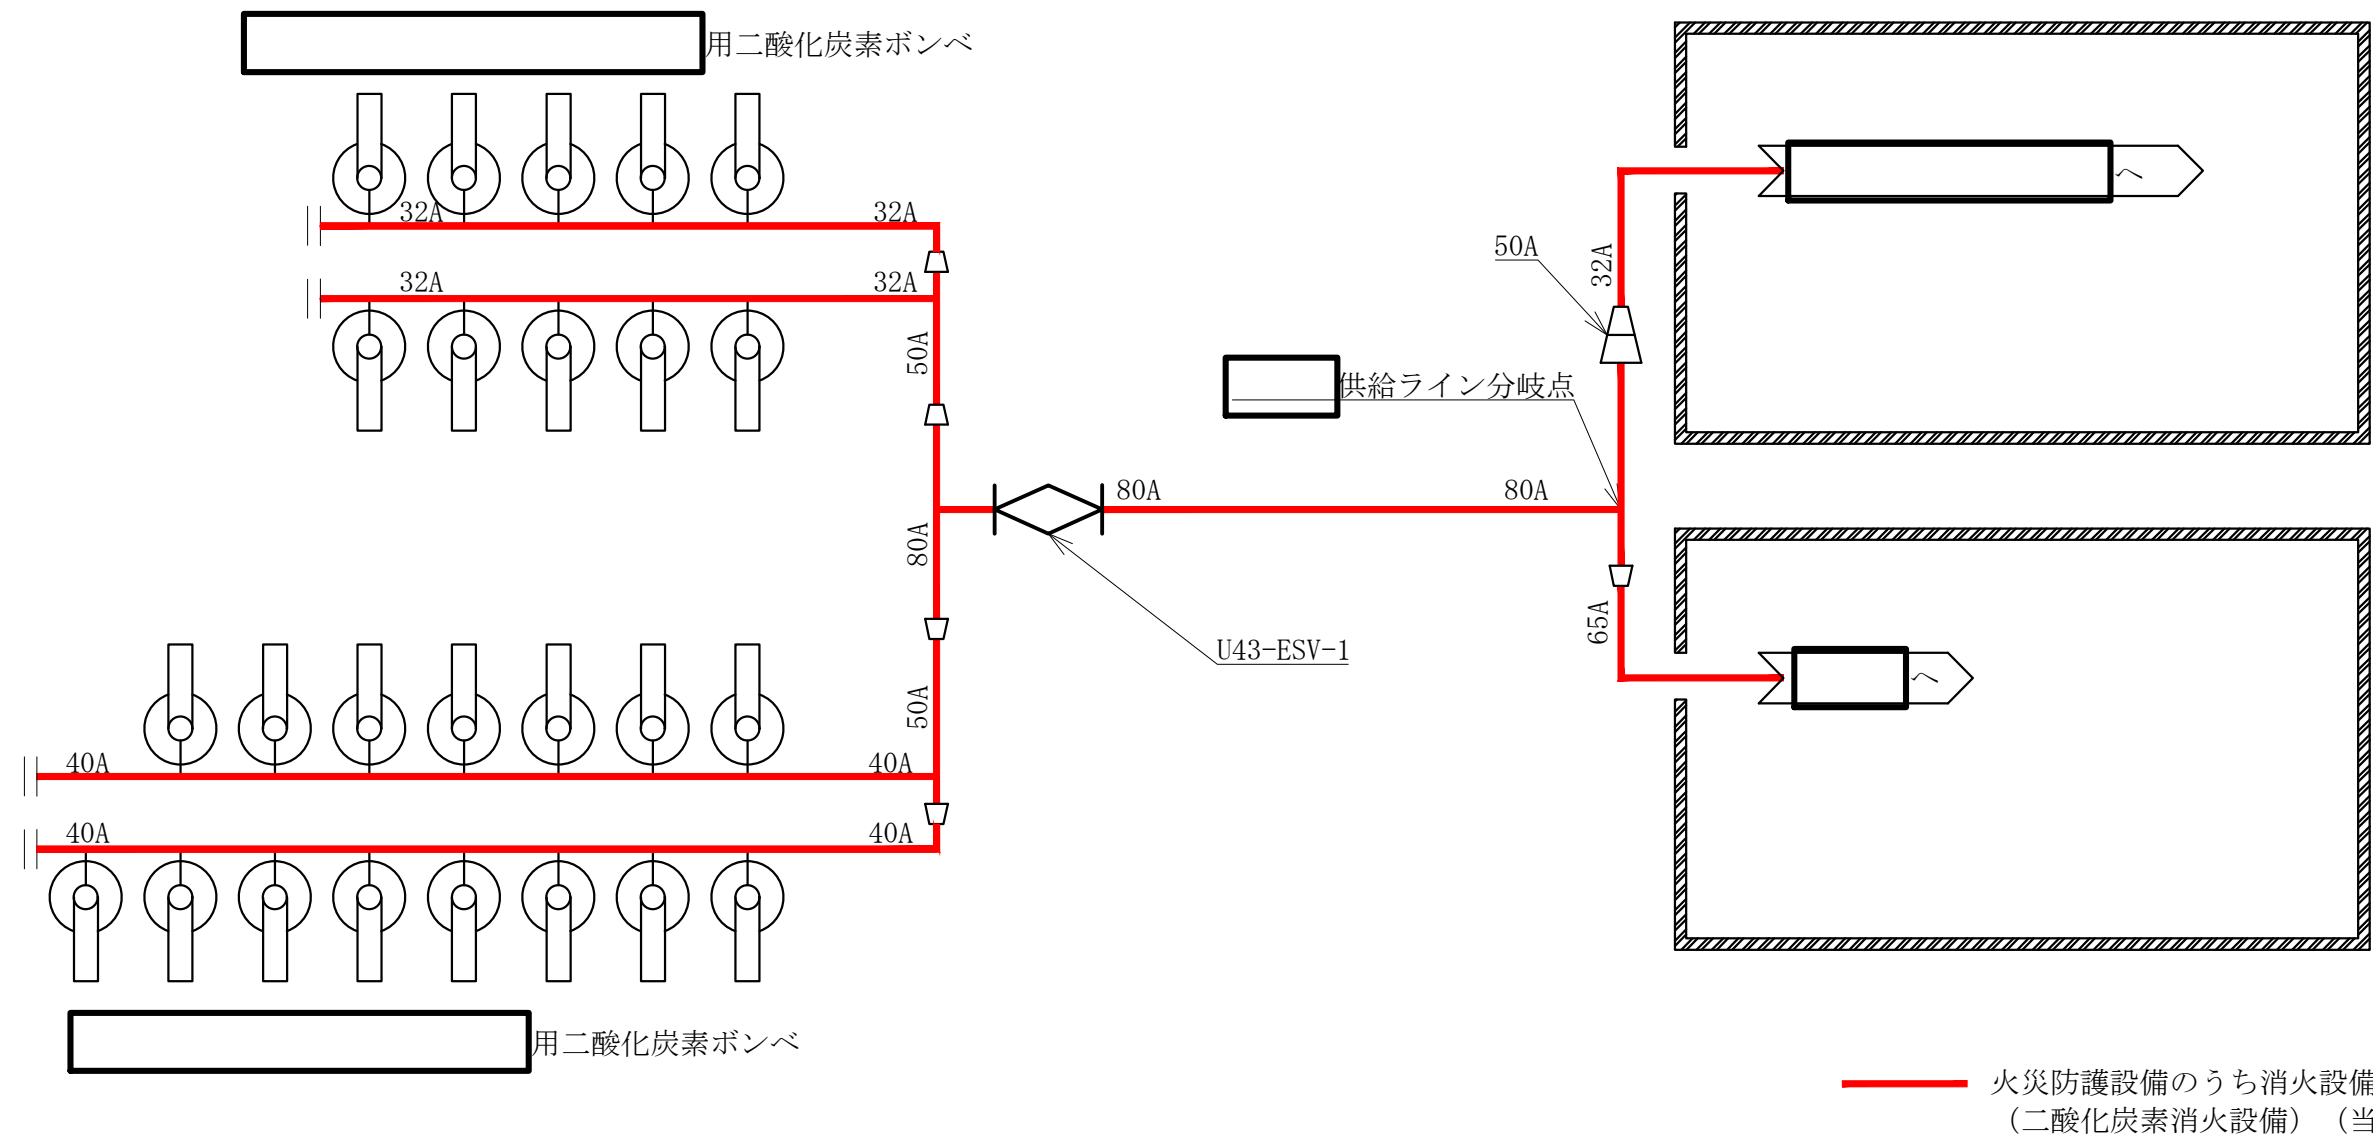 用二酸化炭素ボンベ
32A
32A
32A
32A
50A
50A
32A
供給ライン分岐点
へ
80A
80A
80A
U43-ESV-1
65A
へ
50A
40A
40A
40A
40A
用二酸化炭素ボンベ
火災防護設備のうち消火設備
（二酸化炭素消火設備）（当